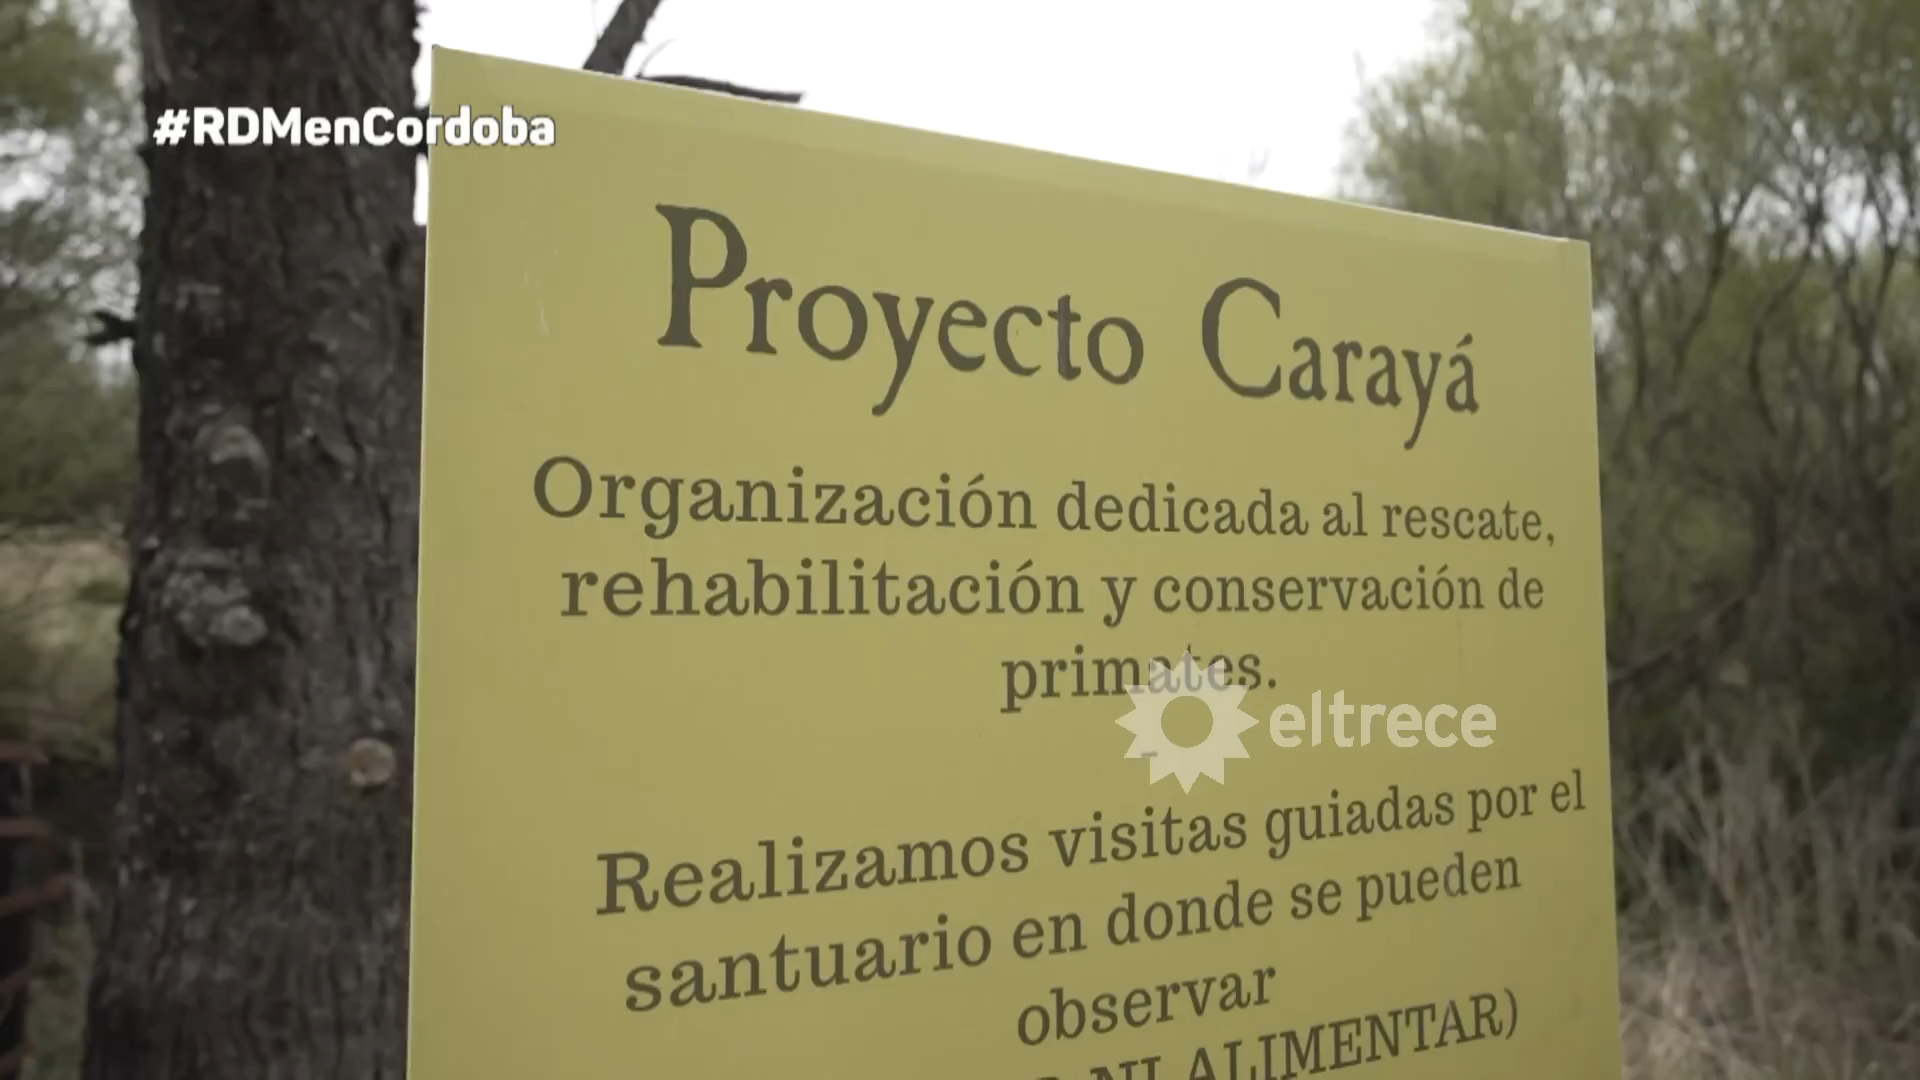 #RDMenCordoba
Proyecto Carayá
Organización dedicada al rescate,
rehabilitación y conservación de
primates.
-
eltrece
Realizamos visitas guiadas por el
santuario en donde se pueden
observar
NI ALIMENTAR)